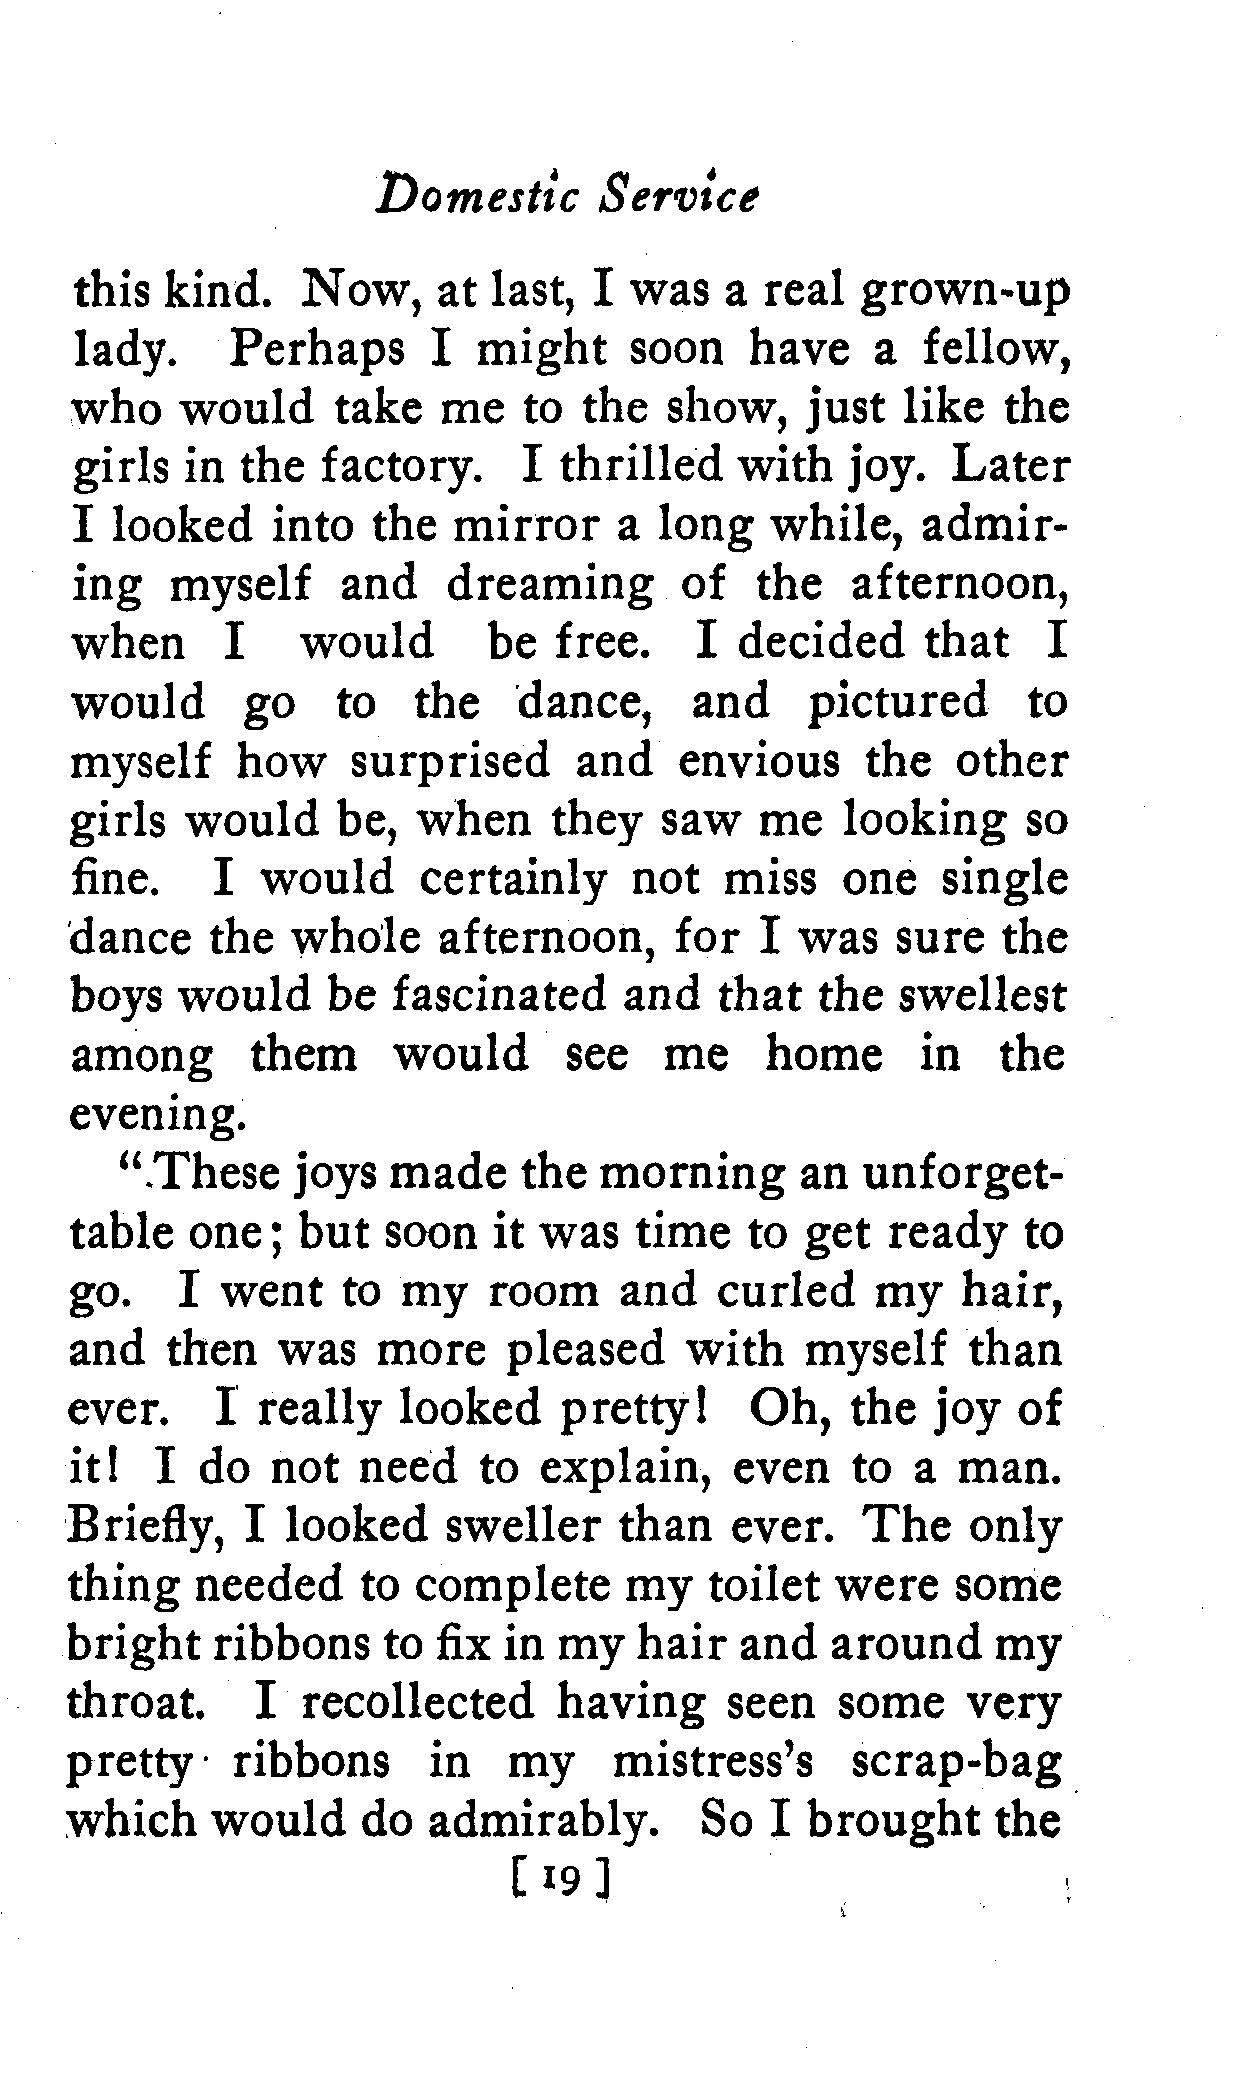 Domestic Service
this kind. Now, at last, I was a real grown-up
lady. Perhaps I might soon have a fellow,
who would take me to the show, just like the
girls in the factory. I thrilled with joy. Later
I looked into the mirror a long while, admir-
ing myself and dreaming of the afternoon,
when I would be free. I decided that I
would go to the dance, and pictured to
myself how surprised and envious the other
girls would be, when they saw me looking so
fine. I would certainly not miss one single
dance the whole afternoon, for I was sure the
boys would be fascinated and that the swellest
among them would see me home in the
evening.
"These joys made the morning an unforget-
table one; but soon it was time to get ready to
go. I went to my room and curled my hair,
and then was more pleased with myself than
ever. I really looked pretty! Oh, the joy of
it! I do not need to explain, even to a man.
Briefly, I looked sweller than ever. The only
thing needed to complete my toilet were some
bright ribbons to fix in my hair and around my
throat. I recollected having seen some very
pretty ribbons in my mistress's scrap-bag
which would do admirably. So I brought the
[ 19 ]